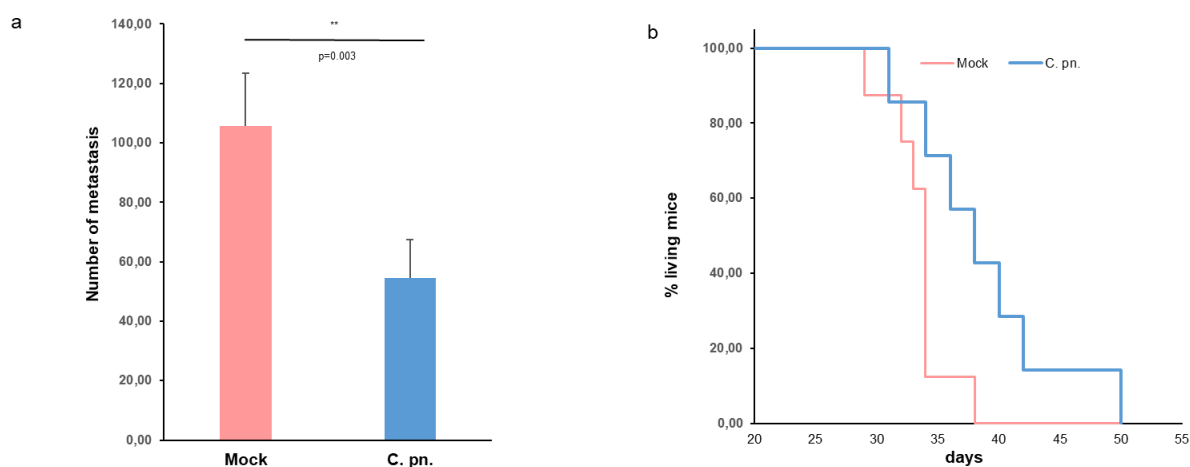 a
140,00
120,00
100,00
80,00
60,00
40,00
20,00
0,00
Number of metastasis
**
p=0.003
Mock
C. pn.
b
100,00
80,00
60,00
40,00
20,00
0,00
% living mice
Mock
C. pn.
20 25 30 35 40 45 50 55
days